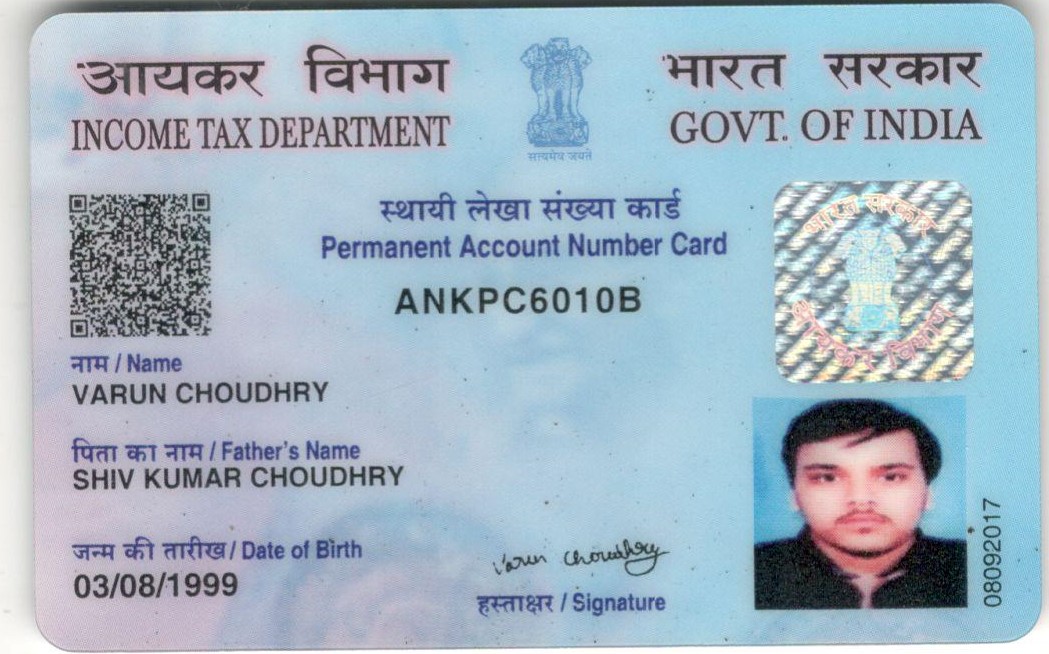 आयकर विभाग
INCOME TAX DEPARTMENT
सत्यमेव जयते
भारत सरकार
GOVT. OF INDIA
स्थायी लेखा संख्या कार्ड
Permanent Account Number Card
ANKPC6010B
भारत सरकार
आयकर विभाग
नाम / Name
VARUN CHOUDHRY
पिता का नाम / Father's Name
SHIV KUMAR CHOUDHRY
जन्म की तारीख / Date of Birth
03/08/1999
Varun Choudhry
हस्ताक्षर / Signature
08092017